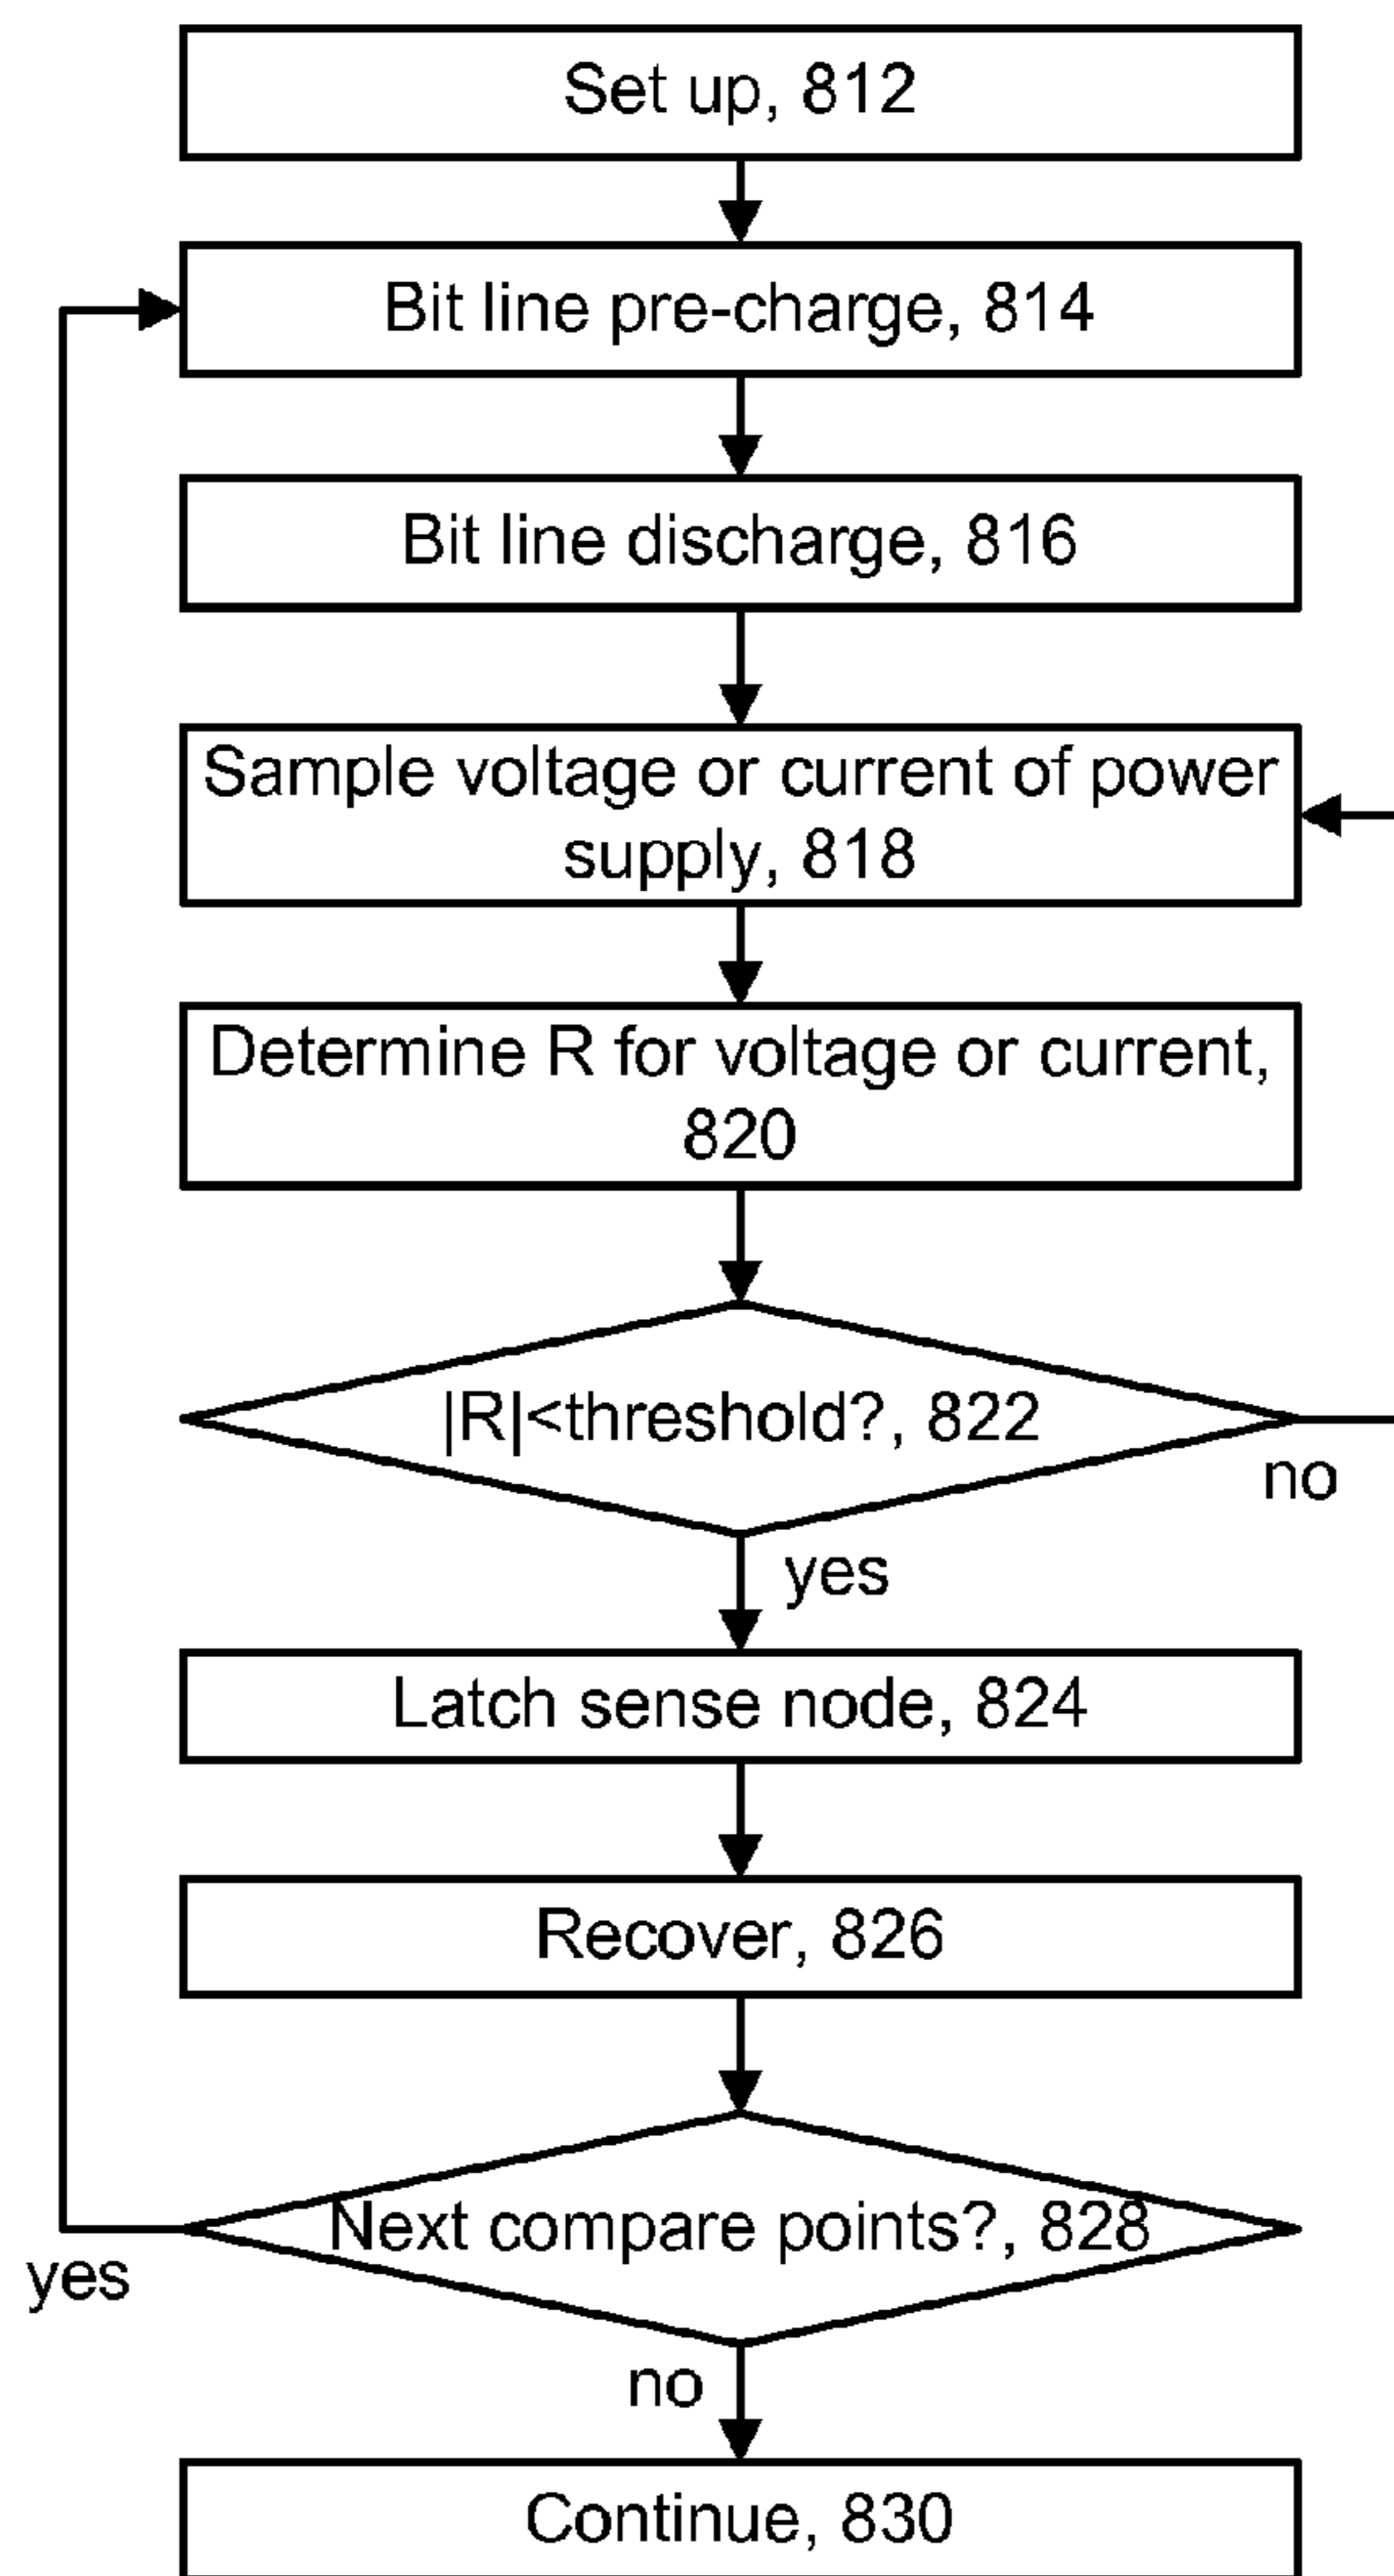 Set up, 812
Bit line pre-charge, 814
Bit line discharge, 816
Sample voltage or current of power
supply, 818
Determine R for voltage or current,
820
|R|<threshold?, 822
no
yes
Latch sense node, 824
Recover, 826
Next compare points?, 828
yes
no
Continue, 830